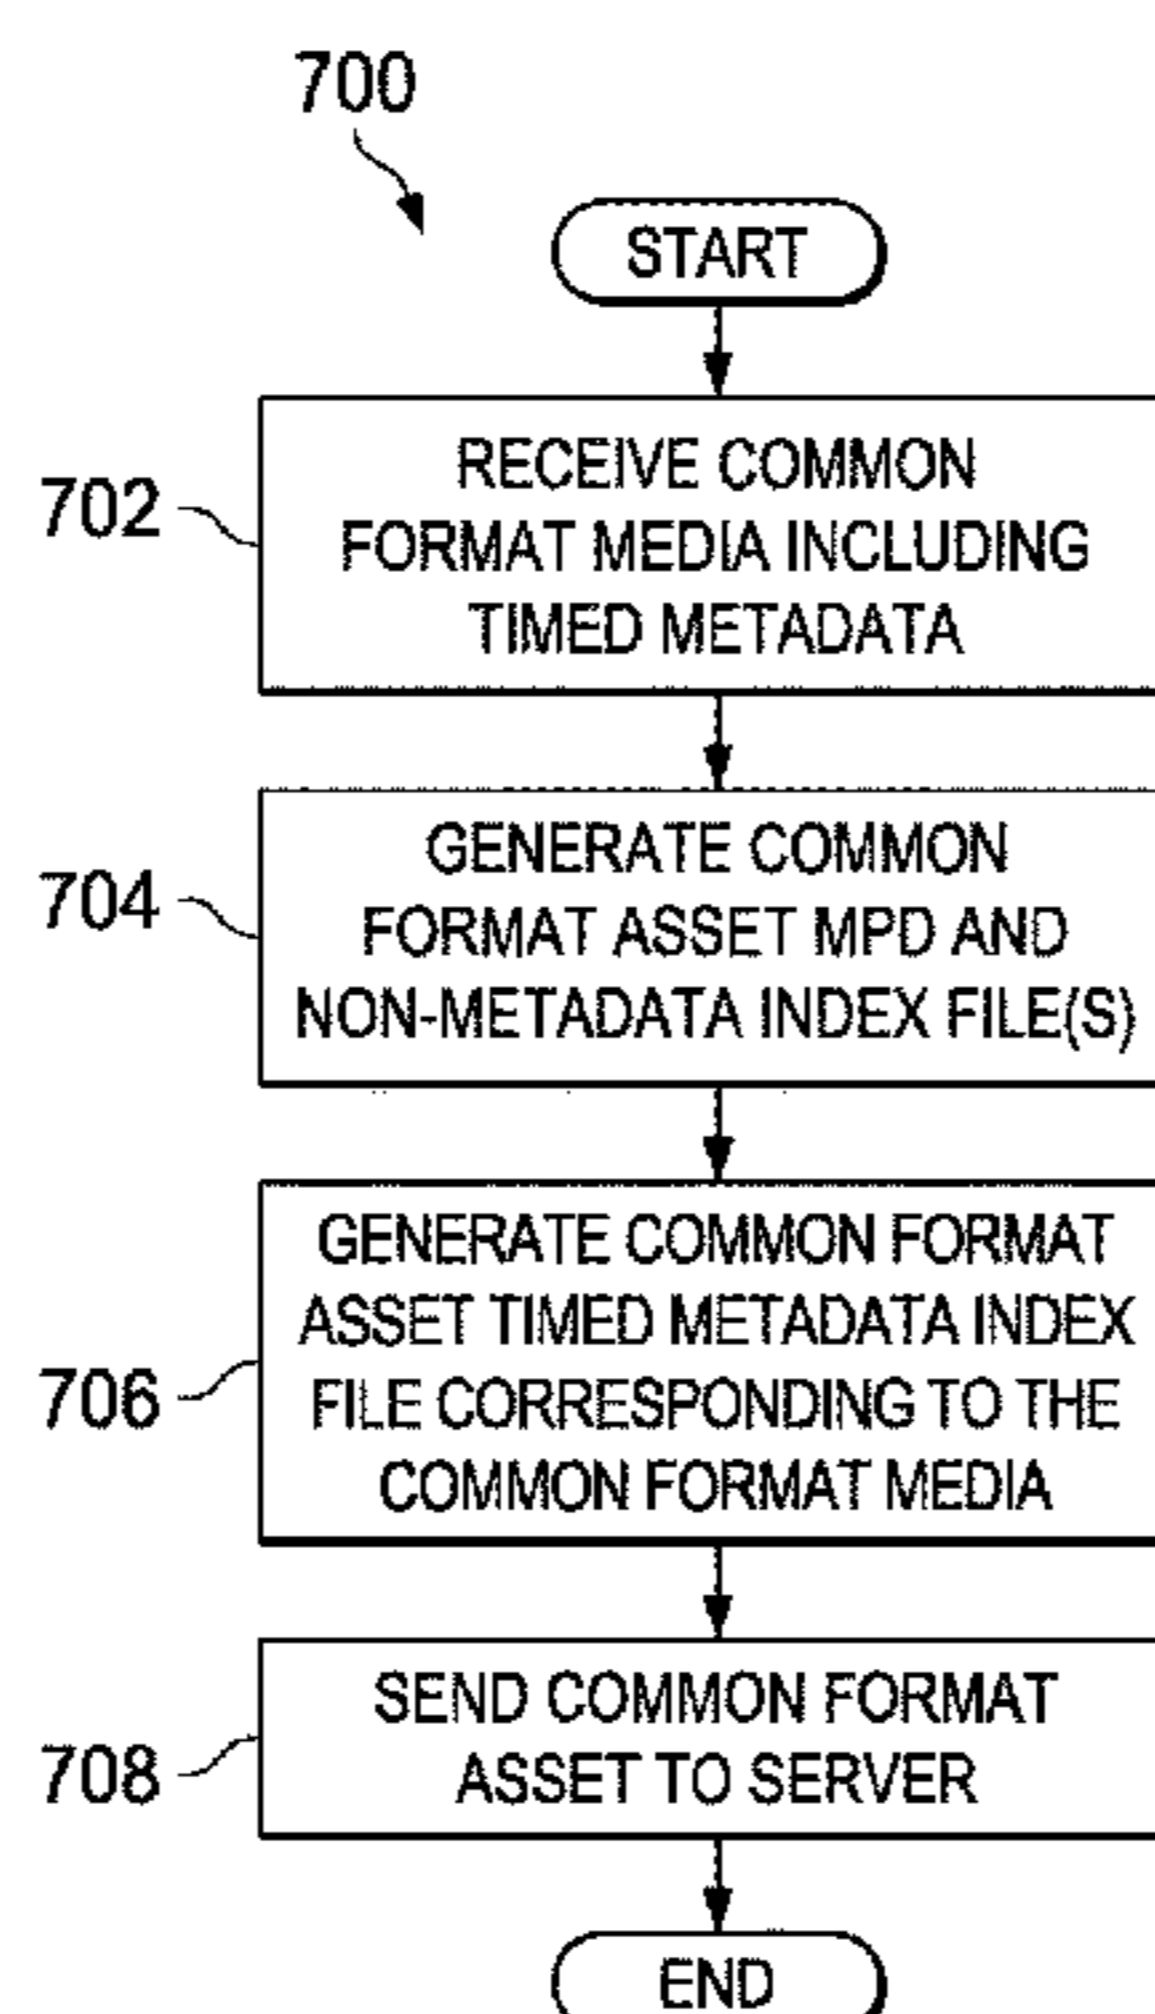 700
START
702
RECEIVE COMMON
FORMAT MEDIA INCLUDING
TIMED METADATA
704
GENERATE COMMON
FORMAT ASSET MPD AND
NON-METADATA INDEX FILE(S)
706
GENERATE COMMON FORMAT
ASSET TIMED METADATA INDEX
FILE CORRESPONDING TO THE
COMMON FORMAT MEDIA
708
SEND COMMON FORMAT
ASSET TO SERVER
END